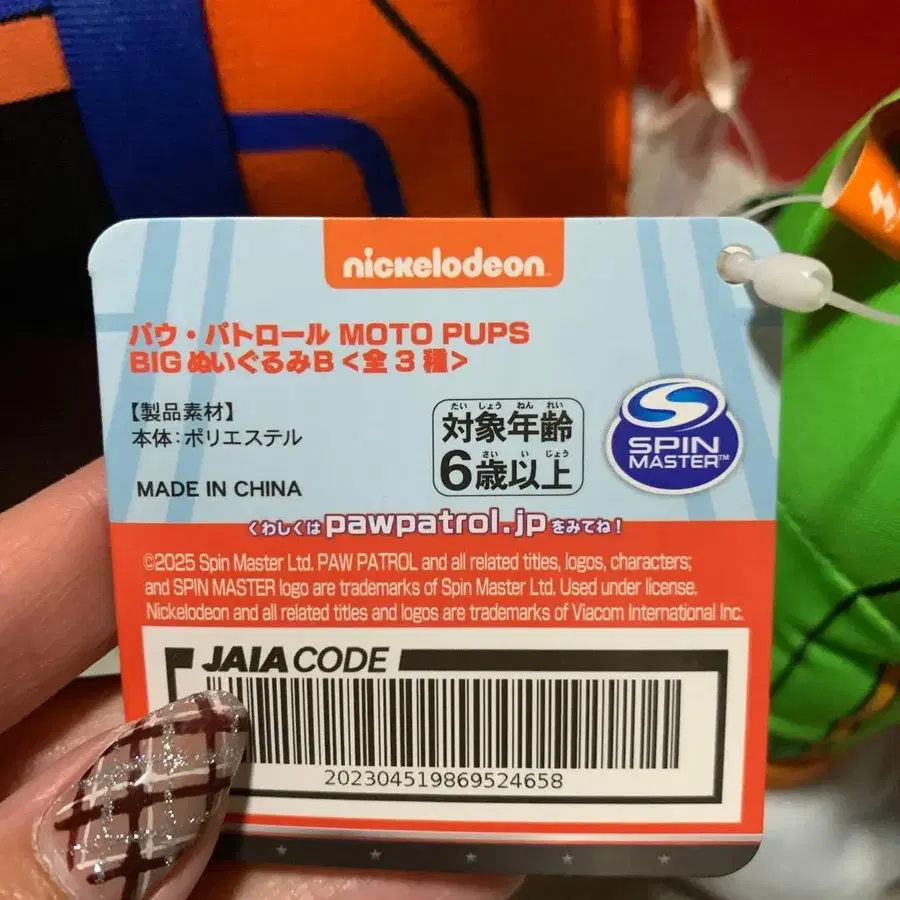 nickelodeon
パウ・パトロール MOTO PUPS
BIG ぬいぐるみB <全 3 種>
【製品素材】
本体:ポリエステル
MADE IN CHINA
たい しょう ねん れい
対象年齢
さい い じょう
6歳以上
SPIN
MASTER™
くわしくは pawpatrol.jp をみてね!
©2025 Spin Master Ltd. PAW PATROL and all related titles, logos, characters;
and SPIN MASTER logo are trademarks of Spin Master Ltd. Used under license.
Nickelodeon and all related titles and logos are trademarks of Viacom International Inc.
JAIA CODE
202304519869524658